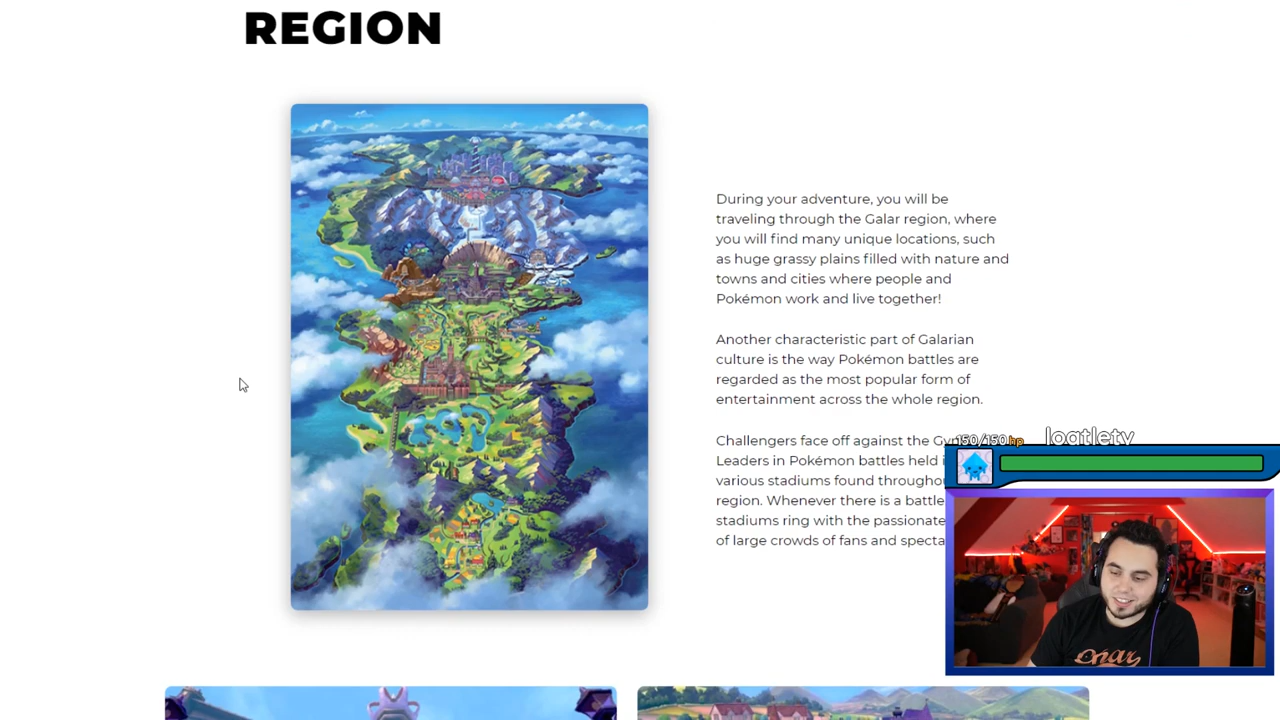 REGION
During your adventure, you will be
traveling through the Galar region, where
you will find many unique locations, such
as huge grassy plains filled with nature and
towns and cities where people and
Pokémon work and live together!
Another characteristic part of Galarian
culture is the way Pokémon battles are
regarded as the most popular form of
entertainment across the whole region.
Challengers face off against the
Leaders in Pokémon battles held
various stadiums found
region. Whenever there is a battle
stadiums ring with the passionate
of large crowds of fans and
150/150 hp
loatletv